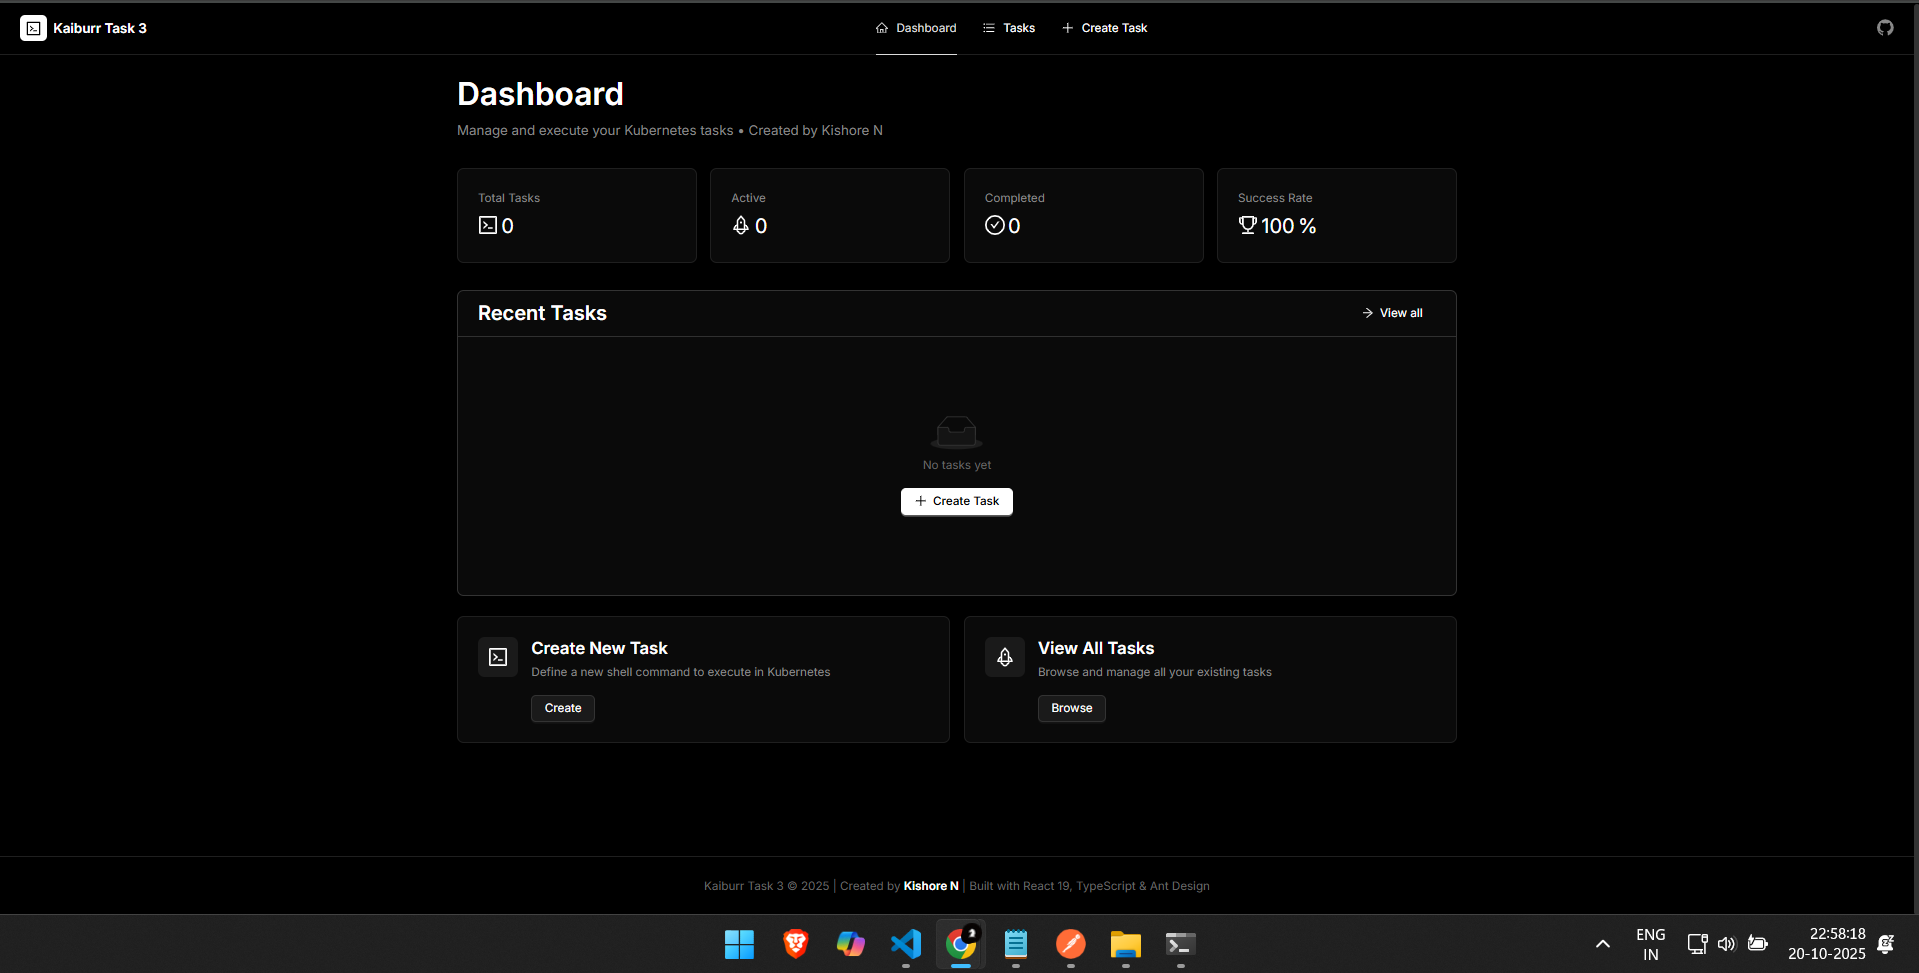 Kaiburr Task 3
Dashboard
Tasks
Create Task
Dashboard
Manage and execute your Kubernetes tasks • Created by Kishore N
Total Tasks
0
Active
0
Completed
0
Success Rate
100 %
Recent Tasks
View all
No tasks yet
Create Task
Create New Task
Define a new shell command to execute in Kubernetes
Create
View All Tasks
Browse and manage all your existing tasks
Browse
Kaiburr Task 3 © 2025 | Created by Kishore N | Built with React 19, TypeScript & Ant Design
ENG
IN
22:58:18
20-10-2025